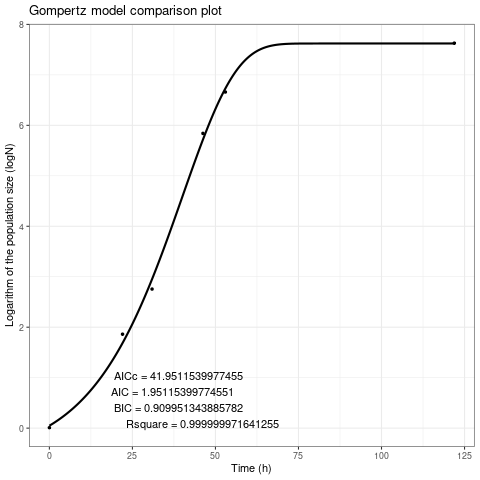 Gompertz model comparison plot
8
6
4
2
0
Logarithm of the population size (logN)
AICc = 41.9511539977455
AIC = 1.95115399774551
BIC = 0.909951343885782
Rsquare = 0.999999971641255
0 25 50 75 100 125
Time (h)